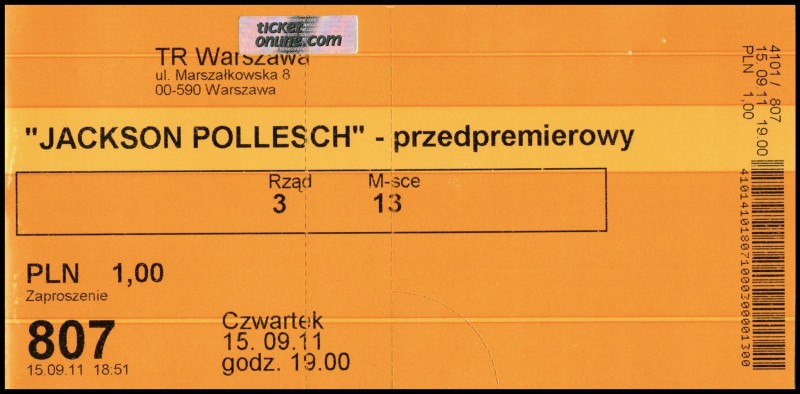 ticket
online.com
TR Warszawa
ul. Marszałkowska 8
00-590 Warszawa
"JACKSON POLLESCH" - przedpremierowy
Rząd M-sce
3 13
PLN 1,00
Zaproszenie
807
15.09.11 18:51
Czwartek
15. 09.11
godz. 19.00
4101 / 807
15.09.11 19.00
PLN 1,00
41014101807100030000001300